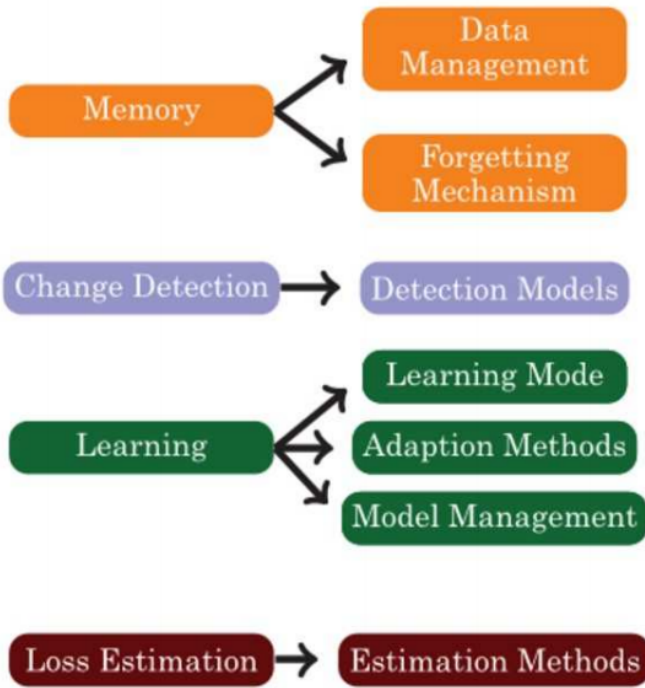 Memory
Data
Management
Forgetting
Mechanism
Change Detection
Detection Models
Learning
Learning Mode
Adaption Methods
Model Management
Loss Estimation
Estimation Methods